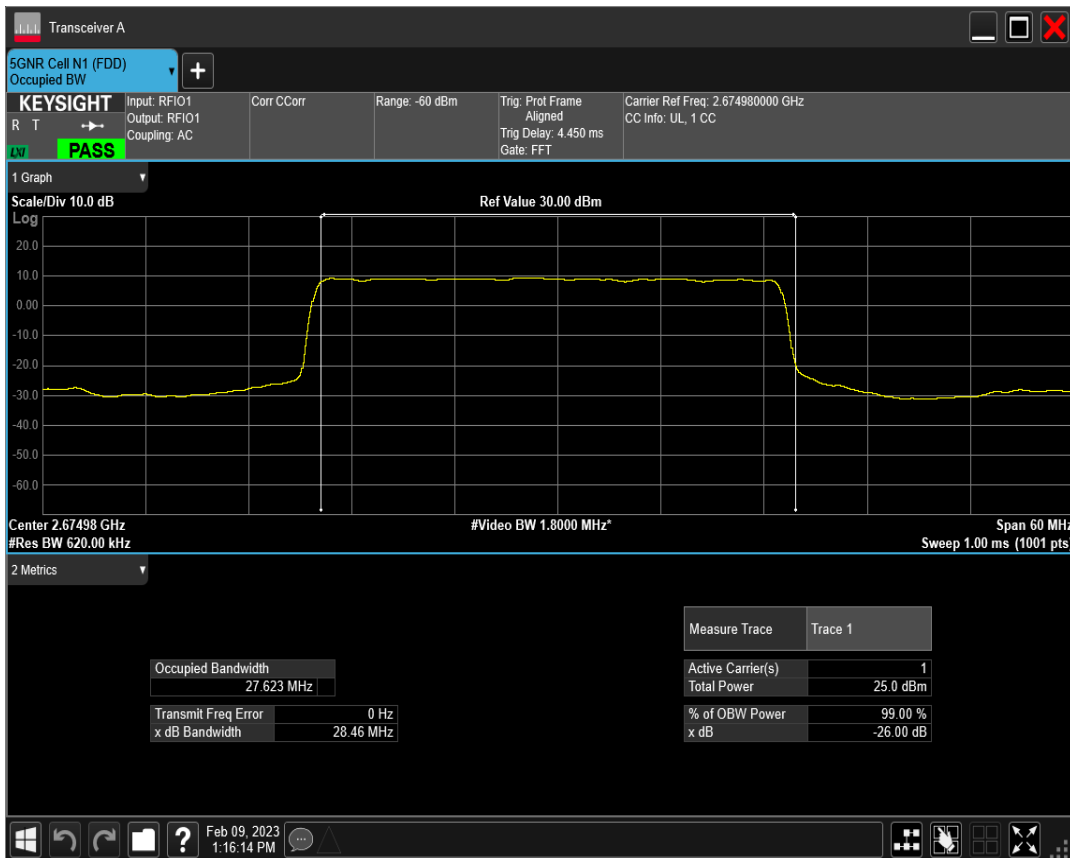 Transceiver A
5GNR Cell N1 (FDD)
Occupied BW
+
KEYSIGHT
R T
LXI
PASS
Input: RFIO1
Output: RFIO1
Coupling: AC
Corr CCorr
Range: -60 dBm
Trig: Prot Frame
Aligned
Trig Delay: 4.450 ms
Gate: FFT
Carrier Ref Freq: 2.674980000 GHz
CC Info: UL, 1 CC
1 Graph
Scale/Div 10.0 dB
Ref Value 30.00 dBm
Log
20.0
10.0
0.00
-10.0
-20.0
-30.0
-40.0
-50.0
-60.0
Center 2.67498 GHz
#Video BW 1.8000 MHz*
Span 60 MHz
#Res BW 620.00 kHz
Sweep 1.00 ms (1001 pts)
2 Metrics
Measure Trace Trace 1
Occupied Bandwidth
27.623 MHz
Active Carrier(s) 1
Total Power 25.0 dBm
Transmit Freq Error 0 Hz
x dB Bandwidth 28.46 MHz
% of OBW Power 99.00 %
x dB -26.00 dB
?
Feb 09, 2023
1:16:14 PM